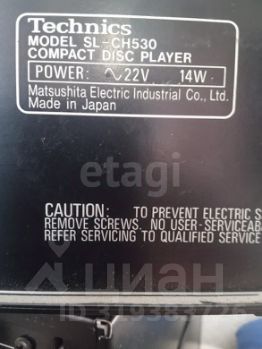 Technics
MODEL SL-CH530
COMPACT DISC PLAYER
POWER: ∿22V 14W
Matsushita Electric Industrial Co., Ltd.
Made in Japan
etagi
CAUTION: TO PREVENT ELECTRIC S
REMOVE SCREWS. NO USER-SERVICEAB
REFER SERVICING TO QUALIFIED SERVICE
циан